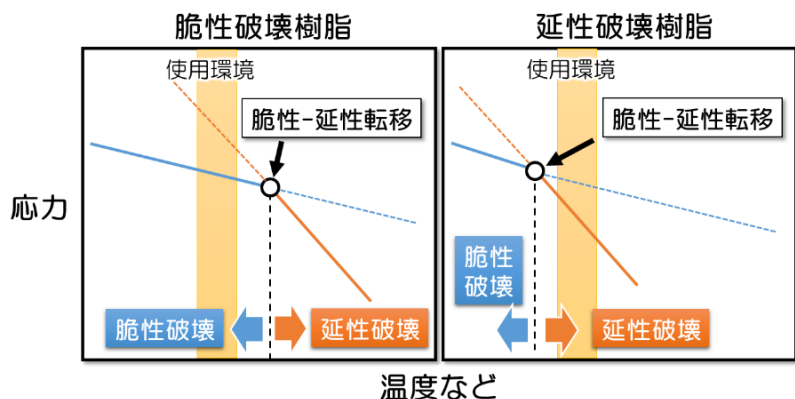 脆性破壊樹脂
使用環境
脆性-延性転移
脆性破壊
延性破壊
延性破壊樹脂
使用環境
脆性-延性転移
脆性
破壊
延性破壊
応力
温度など